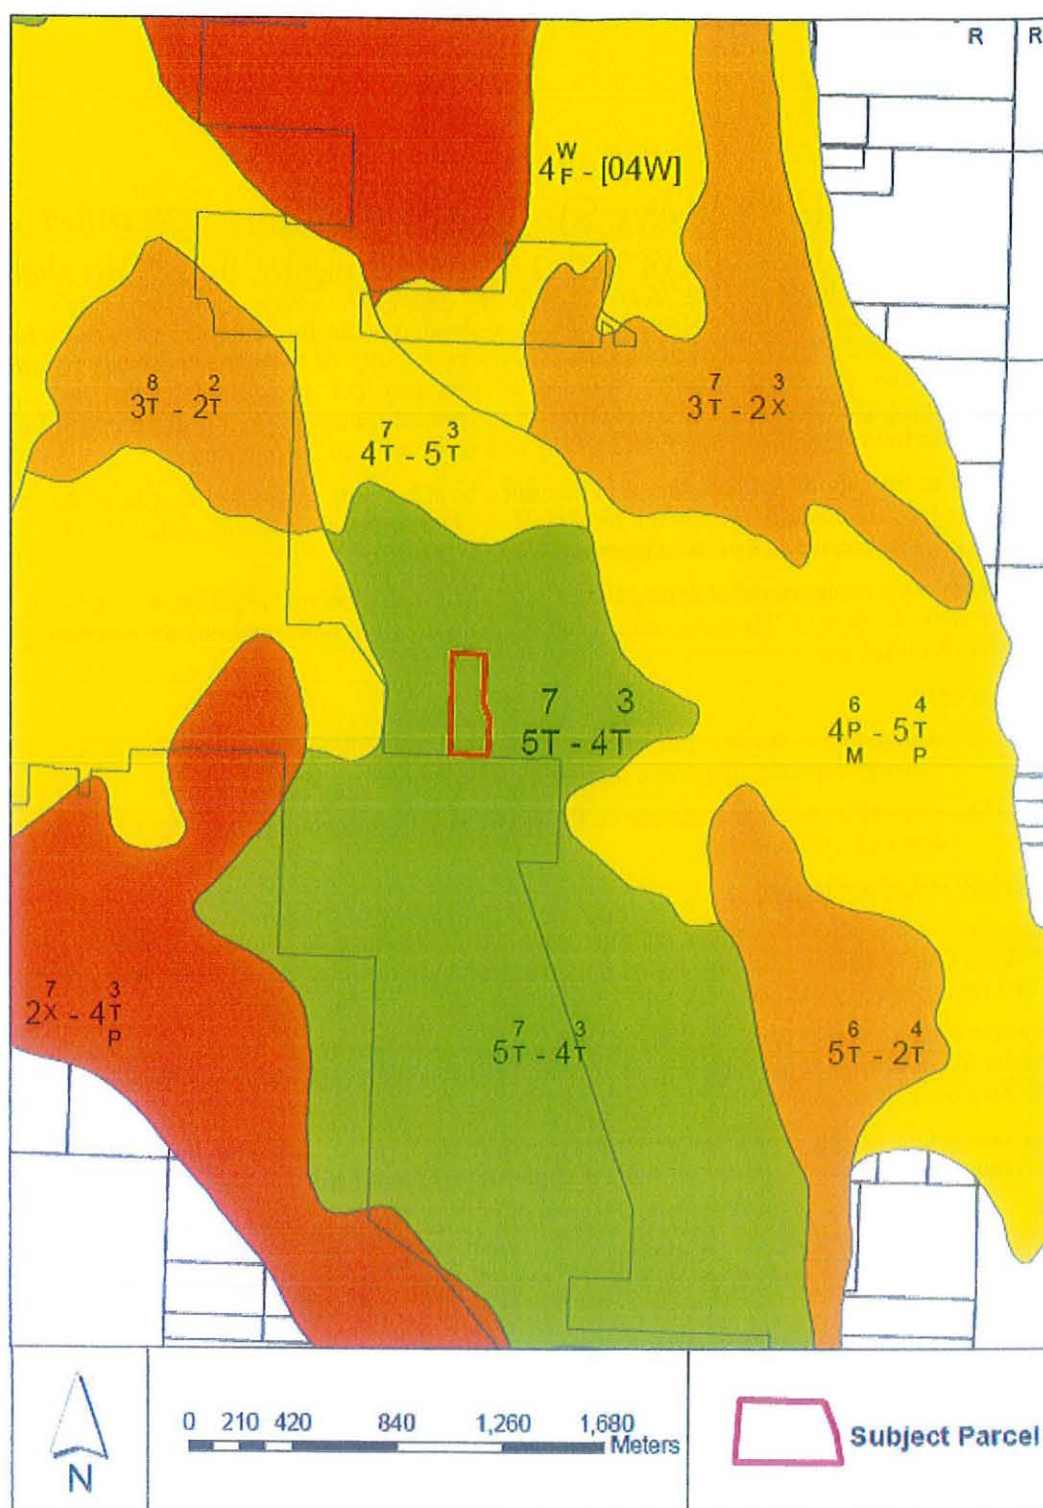 R R
W
4 F - [04W]
8 2
3T - 2T
7 3
3T - 2X
7 3
4T - 5T
7 3
5T - 4T
6 4
4P - 5T
M P
7 3
2X - 4T
P
7 3
5T - 4T
6 4
5T - 2T
0 210 420 840 1,260 1,680
Meters
N
Subject Parcel